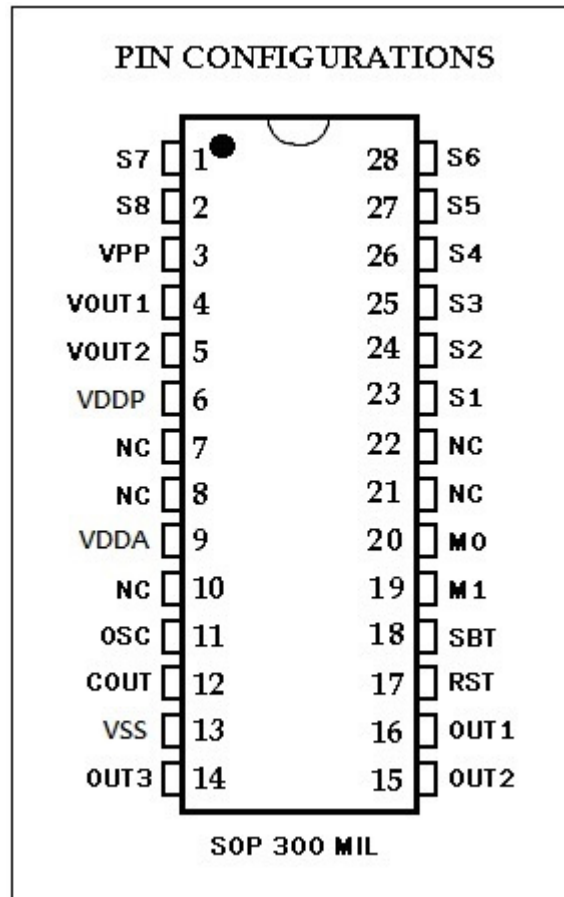 PIN CONFIGURATIONS
S7 1 28 S6
S8 2 27 S5
VPP 3 26 S4
VOUT1 4 25 S3
VOUT2 5 24 S2
VDDP 6 23 S1
NC 7 22 NC
NC 8 21 NC
VDDA 9 20 M0
NC 10 19 M1
OSC 11 18 SBT
COUT 12 17 RST
VSS 13 16 OUT1
OUT3 14 15 OUT2
SOP 300 MIL